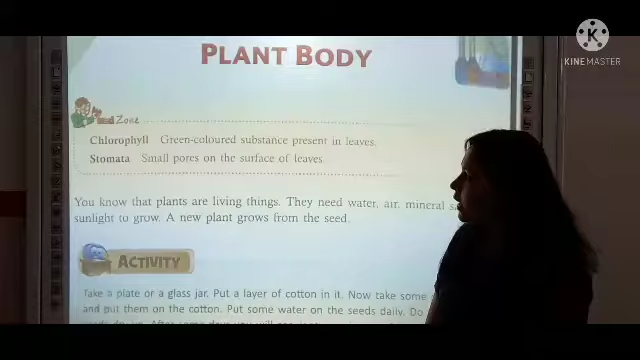 PLANT BODY
KINEMASTER
Zone
Chlorophyll Green-coloured substance present in leaves.
Stomata Small pores on the surface of leaves
You know that plants are living things. They need water, air, mineral
sunlight to grow. A new plant grows from the seed.
ACTIVITY
Take a plate or a glass jar. Put a layer of cotton in it. Now take some
and put them on the cotton. Put some water on the seeds daily. Do